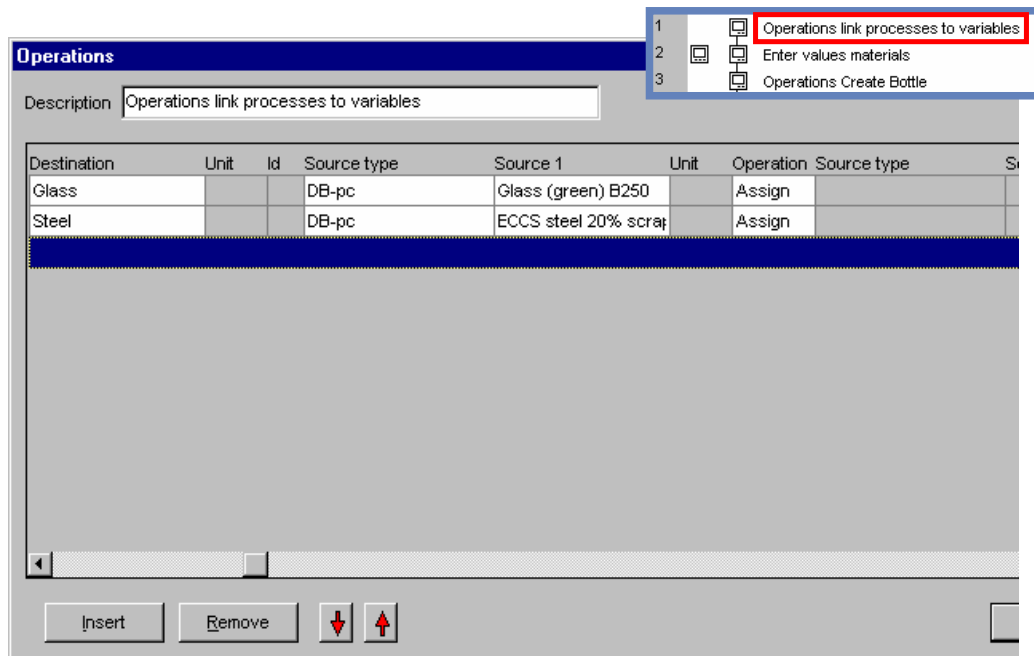 1 Operations link processes to variables
2 Enter values materials
3 Operations Create Bottle
Operations
Description Operations link processes to variables
Destination Unit Id Source type Source 1 Unit Operation Source type
Glass DB-pc Glass (green) B250 Assign
Steel DB-pc ECCS steel 20% scrap Assign
Insert Remove